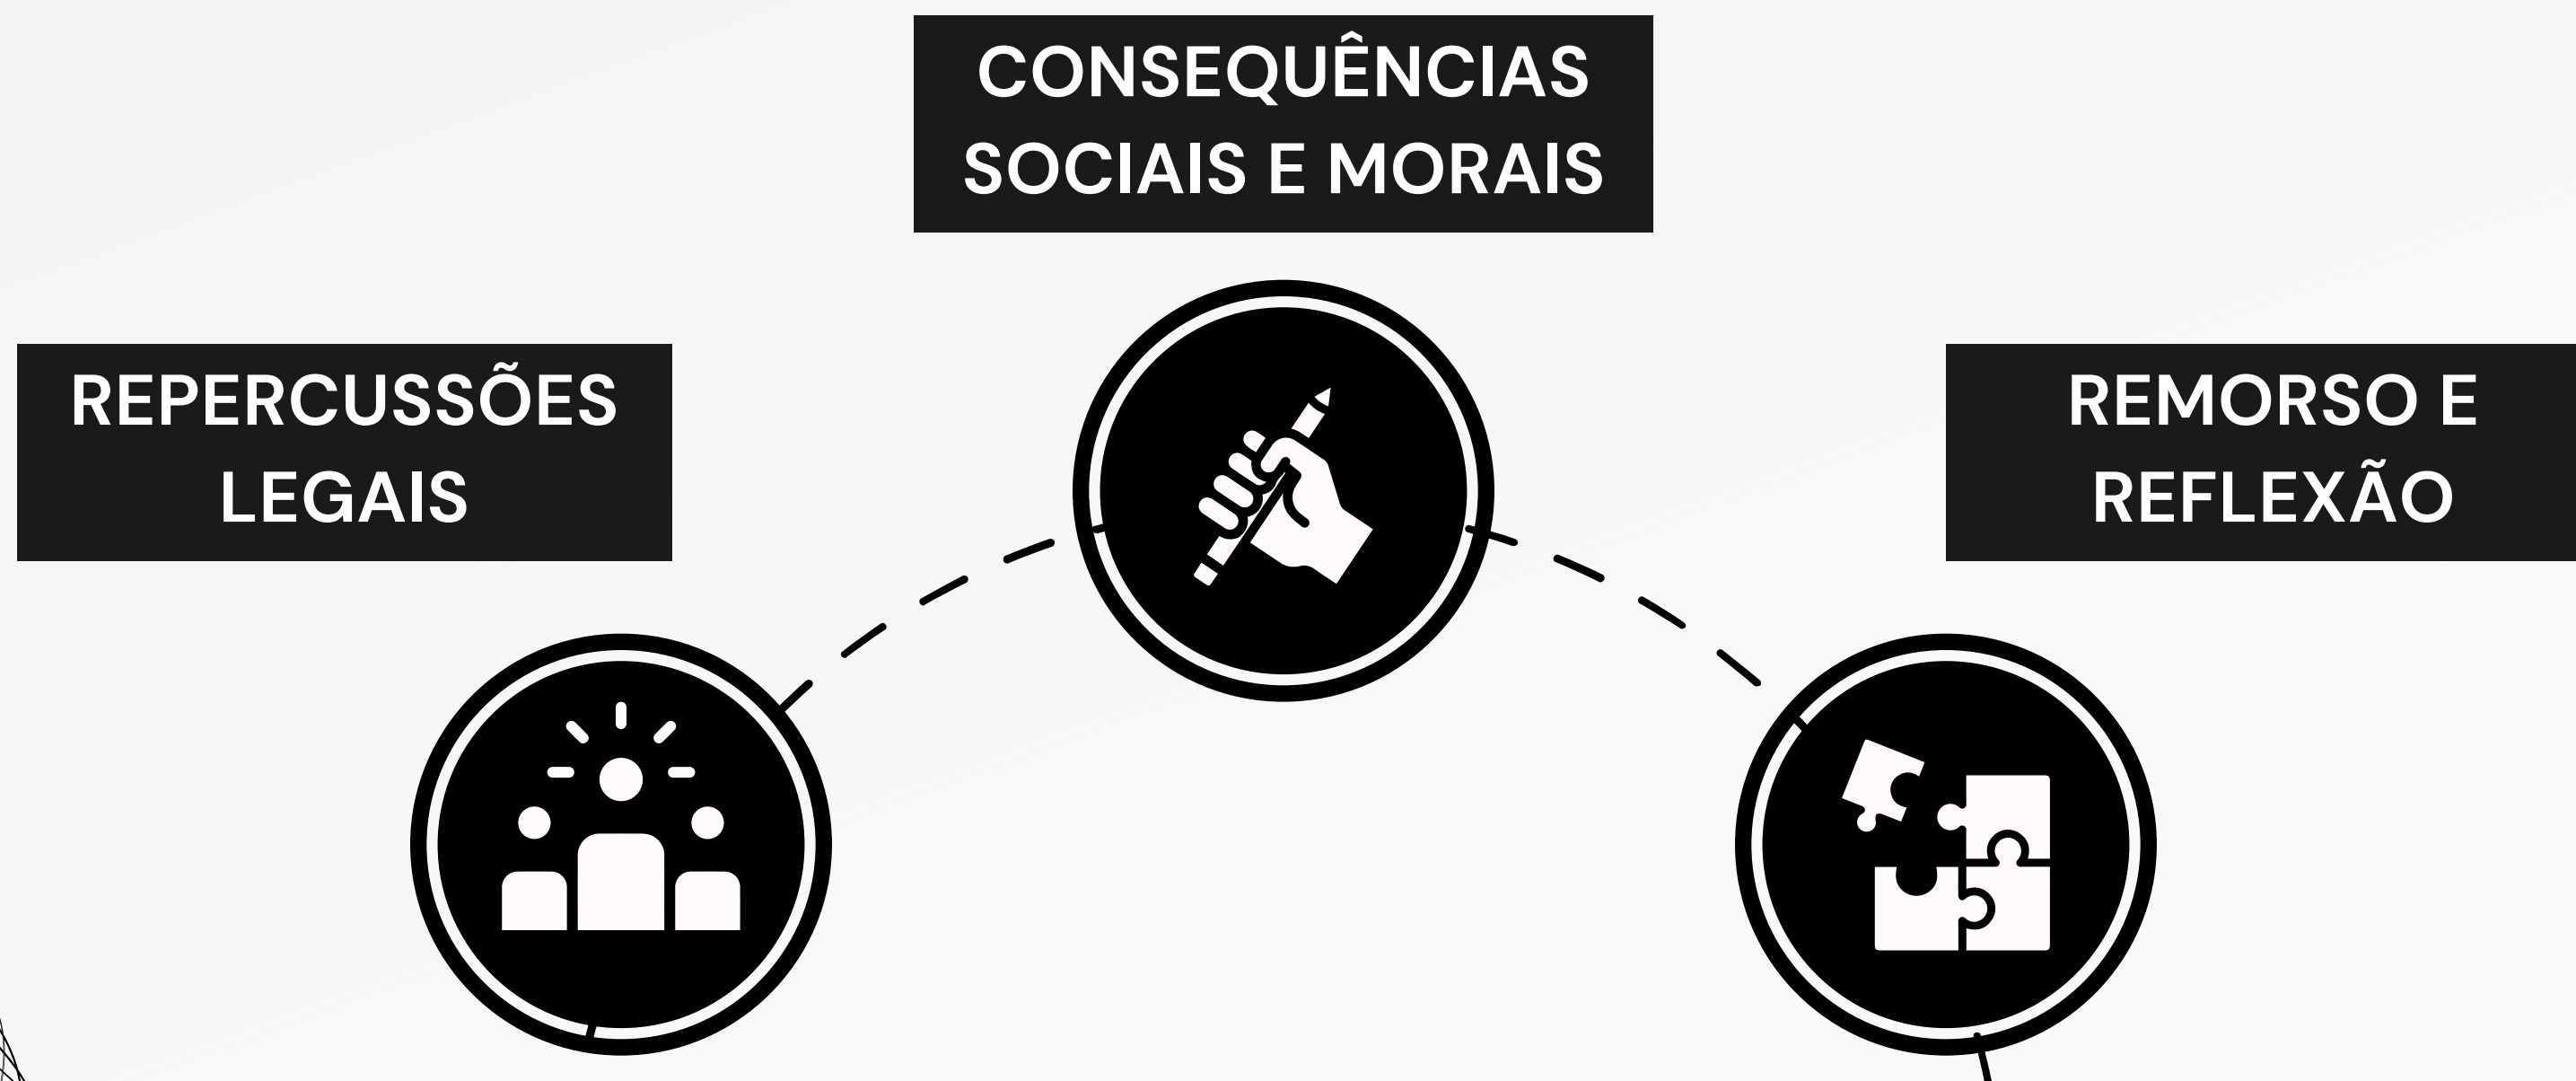 CONSEQUÊNCIAS
SOCIAIS E MORAIS
REPERCUSSÕES
LEGAIS
REMORSO E
REFLEXÃO